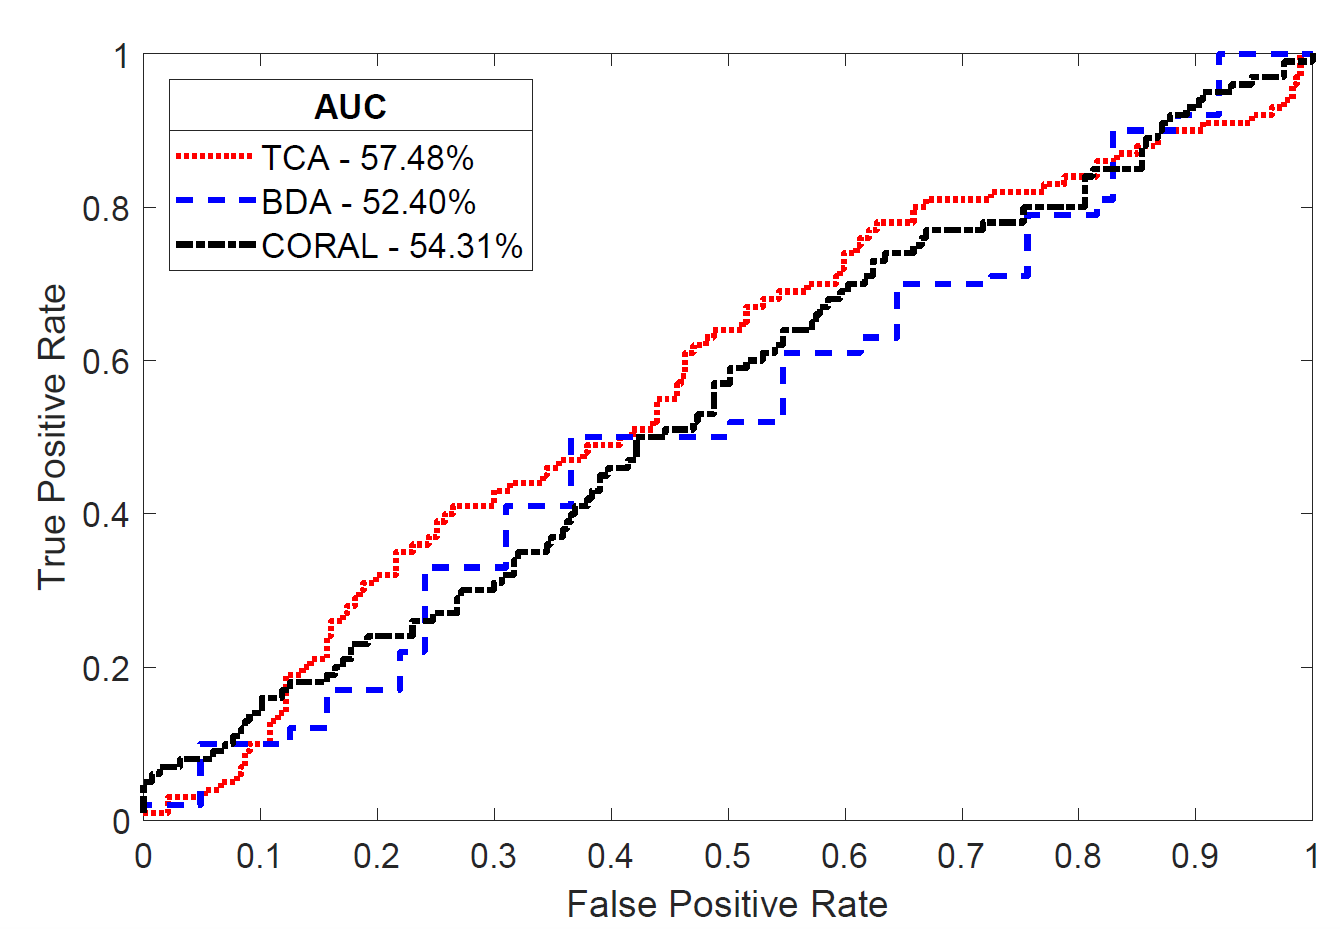 AUC
TCA - 57.48%
BDA - 52.40%
CORAL - 54.31%
True Positive Rate
1
0.8
0.6
0.4
0.2
0
0 0.1 0.2 0.3 0.4 0.5 0.6 0.7 0.8 0.9 1
False Positive Rate